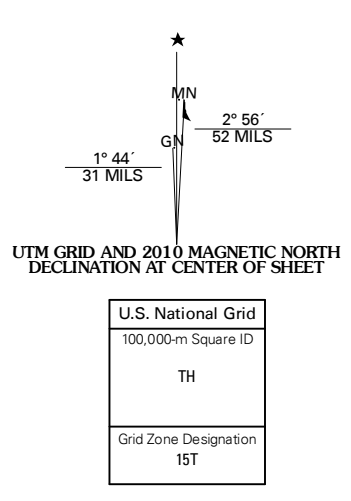 MN
GN
2° 56´
52 MILS
1° 44´
31 MILS
UTM GRID AND 2010 MAGNETIC NORTH
DECLINATION AT CENTER OF SHEET
U.S. National Grid
100,000-m Square ID
TH
Grid Zone Designation
15T